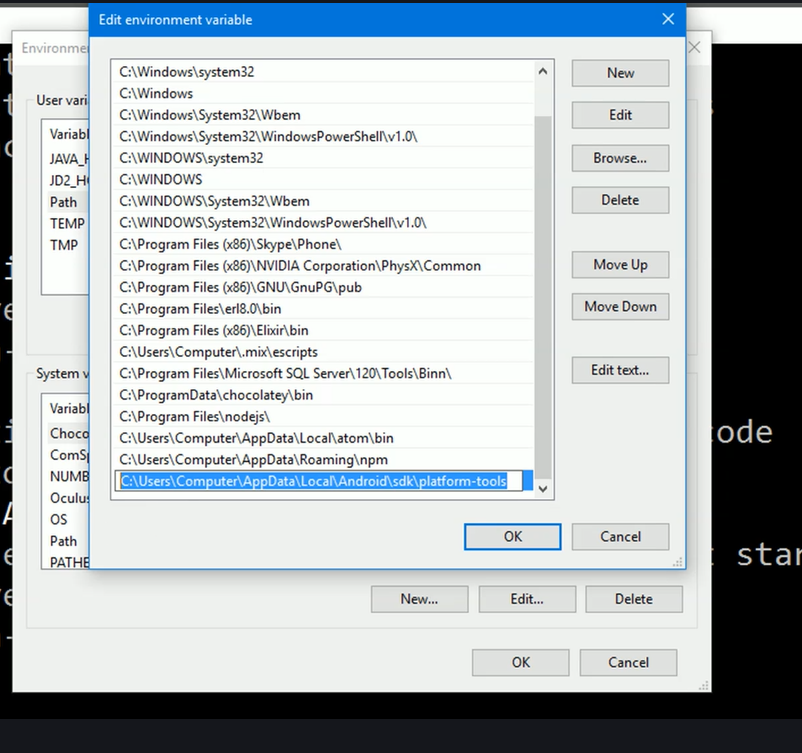 Edit environment variable
Environme
User vari
Variabl
JAVA_H
JD2_HO
Path
TEMP
TMP
C:\Windows\system32
C:\Windows
C:\Windows\System32\Wbem
C:\Windows\System32\WindowsPowerShell\v1.0\
C:\WINDOWS\system32
C:\WINDOWS
C:\WINDOWS\System32\Wbem
C:\WINDOWS\System32\WindowsPowerShell\v1.0\
C:\Program Files (x86)\Skype\Phone\
C:\Program Files (x86)\NVIDIA Corporation\PhysX\Common
C:\Program Files (x86)\GNU\GnuPG\pub
C:\Program Files\erl8.0\bin
C:\Program Files (x86)\Elixir\bin
C:\Users\Computer\.mix\escripts
C:\Program Files\Microsoft SQL Server\120\Tools\Binn\
C:\ProgramData\chocolatey\bin
C:\Program Files\nodejs\
C:\Users\Computer\AppData\Local\atom\bin
C:\Users\Computer\AppData\Roaming\npm
C:\Users\Computer\AppData\Local\Android\sdk\platform-tools
New
Edit
Browse...
Delete
Move Up
Move Down
Edit text...
OK
Cancel
System v
Variabl
Choco
ComSp
NUMB
Oculus
OS
Path
PATHE
New...
Edit...
Delete
OK
Cancel
code
star